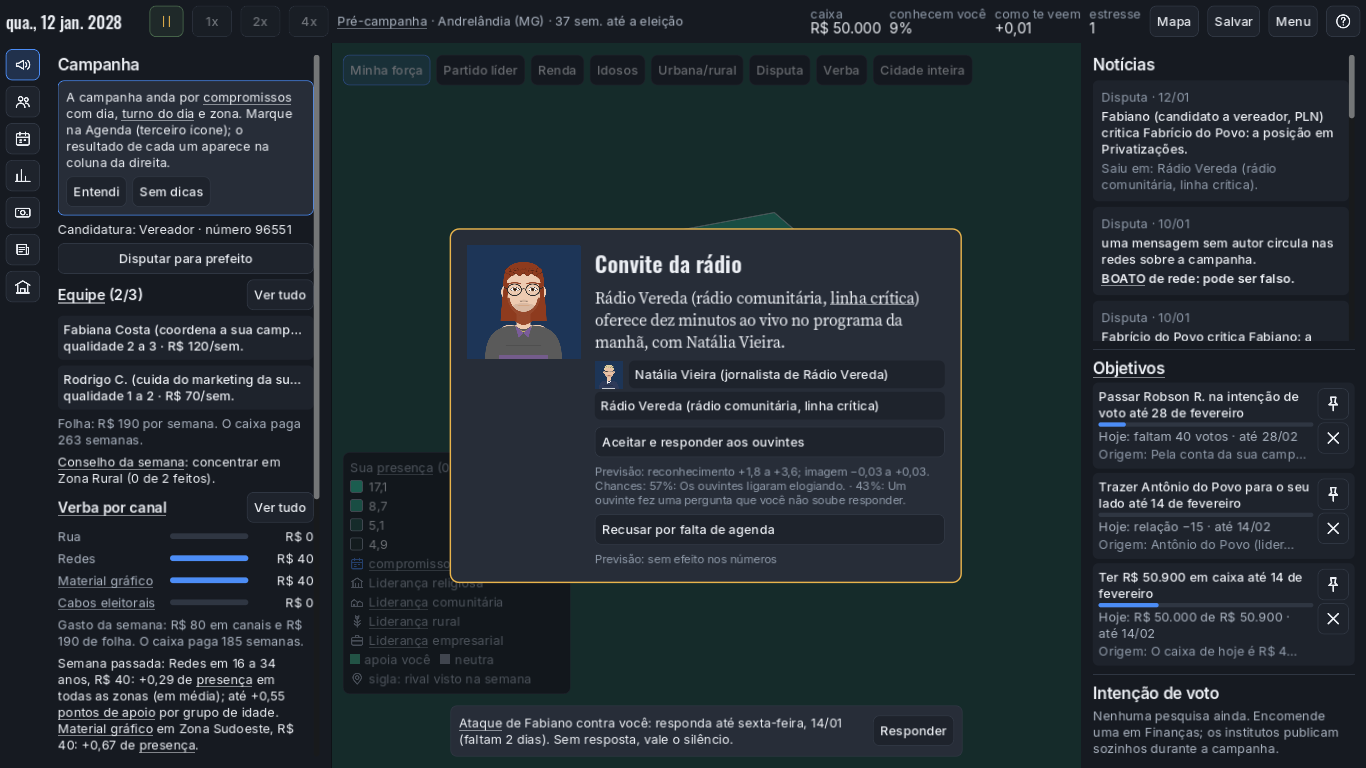 qua., 12 jan. 2028
1x
2x
4x
Pré-campanha · Andrelândia (MG) · 37 sem. até a eleição
caixa
R$ 50.000
conhecem você
9%
como te veem
+0,01
estresse
1
Mapa
Salvar
Menu
Campanha
A campanha anda por compromissos
com dia, turno do dia e zona. Marque
na Agenda (terceiro ícone); o
resultado de cada um aparece na
coluna da direita.
Entendi
Sem dicas
Candidatura: Vereador · número 96551
Disputar para prefeito
Equipe (2/3)
Ver tudo
Fabiana Costa (coordena a sua camp...
qualidade 2 a 3 · R$ 120/sem.
Rodrigo C. (cuida do marketing da su...
qualidade 1 a 2 · R$ 70/sem.
Folha: R$ 190 por semana. O caixa paga
263 semanas.
Conselho da semana: concentrar em
Zona Rural (0 de 2 feitos).
Verba por canal
Ver tudo
Rua
R$ 0
Redes
R$ 40
Material gráfico
R$ 40
Cabos eleitorais
R$ 0
Gasto da semana: R$ 80 em canais e R$
190 de folha. O caixa paga 185 semanas.
Semana passada: Redes em 16 a 34
anos, R$ 40: +0,29 de presença em
todas as zonas (em média); até +0,55
pontos de apoio por grupo de idade.
Material gráfico em Zona Sudoeste, R$
40: +0,67 de presença.
Minha força
Partido líder
Renda
Idosos
Urbana/rural
Disputa
Verba
Cidade inteira
Sua presença (0
17,1
8,7
5,1
4,9
compromisso
Liderança religiosa
Liderança comunitária
Liderança rural
Liderança empresarial
apoia você
neutra
sigla: rival visto na semana
Convite da rádio
Rádio Vereda (rádio comunitária, linha crítica)
oferece dez minutos ao vivo no programa da
manhã, com Natália Vieira.
Natália Vieira (jornalista de Rádio Vereda)
Rádio Vereda (rádio comunitária, linha crítica)
Aceitar e responder aos ouvintes
Previsão: reconhecimento +1,8 a +3,6; imagem −0,03 a +0,03.
Chances: 57%: Os ouvintes ligaram elogiando. · 43%: Um
ouvinte fez uma pergunta que você não soube responder.
Recusar por falta de agenda
Previsão: sem efeito nos números
Ataque de Fabiano contra você: responda até sexta-feira, 14/01
(faltam 2 dias). Sem resposta, vale o silêncio.
Responder
Notícias
Disputa · 12/01
Fabiano (candidato a vereador, PLN)
critica Fabrício do Povo: a posição em
Privatizações.
Saiu em: Rádio Vereda (rádio
comunitária, linha crítica).
Disputa · 10/01
uma mensagem sem autor circula nas
redes sobre a campanha.
BOATO de rede: pode ser falso.
Disputa · 10/01
Fabrício do Povo critica Fabiano: a
Objetivos
Passar Robson R. na intenção de
voto até 28 de fevereiro
Hoje: faltam 40 votos · até 28/02
Origem: Pela conta da sua camp...
Trazer Antônio do Povo para o seu
lado até 14 de fevereiro
Hoje: relação −15 · até 14/02
Origem: Antônio do Povo (lider...
Ter R$ 50.900 em caixa até 14 de
fevereiro
Hoje: R$ 50.000 de R$ 50.900 ·
até 14/02
Origem: O caixa de hoje é R$ 4...
Intenção de voto
Nenhuma pesquisa ainda. Encomende
uma em Finanças; os institutos publicam
sozinhos durante a campanha.